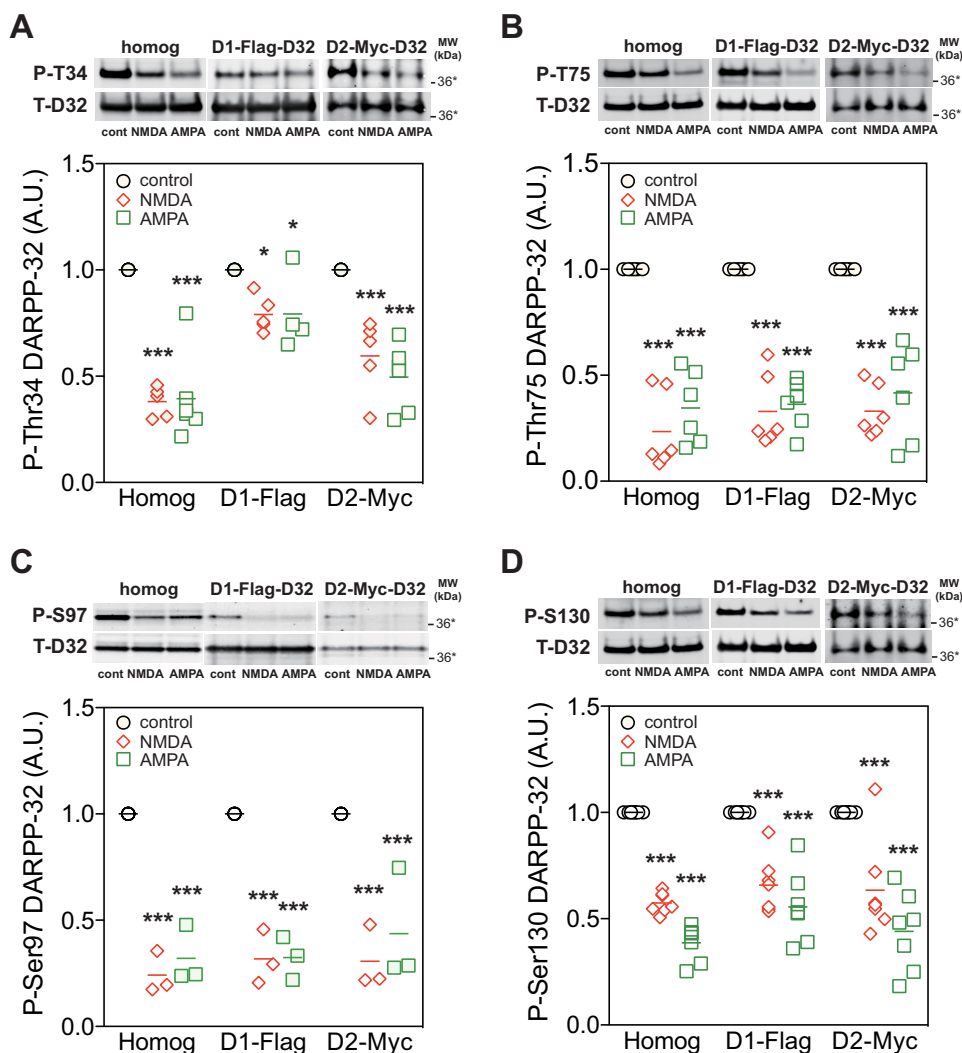 A
homog D1-Flag-D32 D2-Myc-D32 MW (kDa)
P-T34 36*
T-D32 36*
cont NMDA AMPA cont NMDA AMPA cont NMDA AMPA
P-Thr34 DARPP-32 (A.U.)
1.5
control
NMDA
AMPA
1.0
0.5
0.0
*** *** * * *** ***
Homog D1-Flag D2-Myc
B
homog D1-Flag-D32 D2-Myc-D32 MW (kDa)
P-T75 36*
T-D32 36*
cont NMDA AMPA cont NMDA AMPA cont NMDA AMPA
P-Thr75 DARPP-32 (A.U.)
1.5
control
NMDA
AMPA
1.0
0.5
0.0
*** *** *** *** *** ***
Homog D1-Flag D2-Myc
C
homog D1-Flag-D32 D2-Myc-D32 MW (kDa)
P-S97 36*
T-D32 36*
cont NMDA AMPA cont NMDA AMPA cont NMDA AMPA
P-Ser97 DARPP-32 (A.U.)
1.5
control
NMDA
AMPA
1.0
0.5
0.0
*** *** *** *** *** ***
Homog D1-Flag D2-Myc
D
homog D1-Flag-D32 D2-Myc-D32 MW (kDa)
P-S130 36*
T-D32 36*
cont NMDA AMPA cont NMDA AMPA cont NMDA AMPA
P-Ser130 DARPP-32 (A.U.)
1.5
control
NMDA
AMPA
1.0
0.5
0.0
*** *** *** *** *** ***
Homog D1-Flag D2-Myc